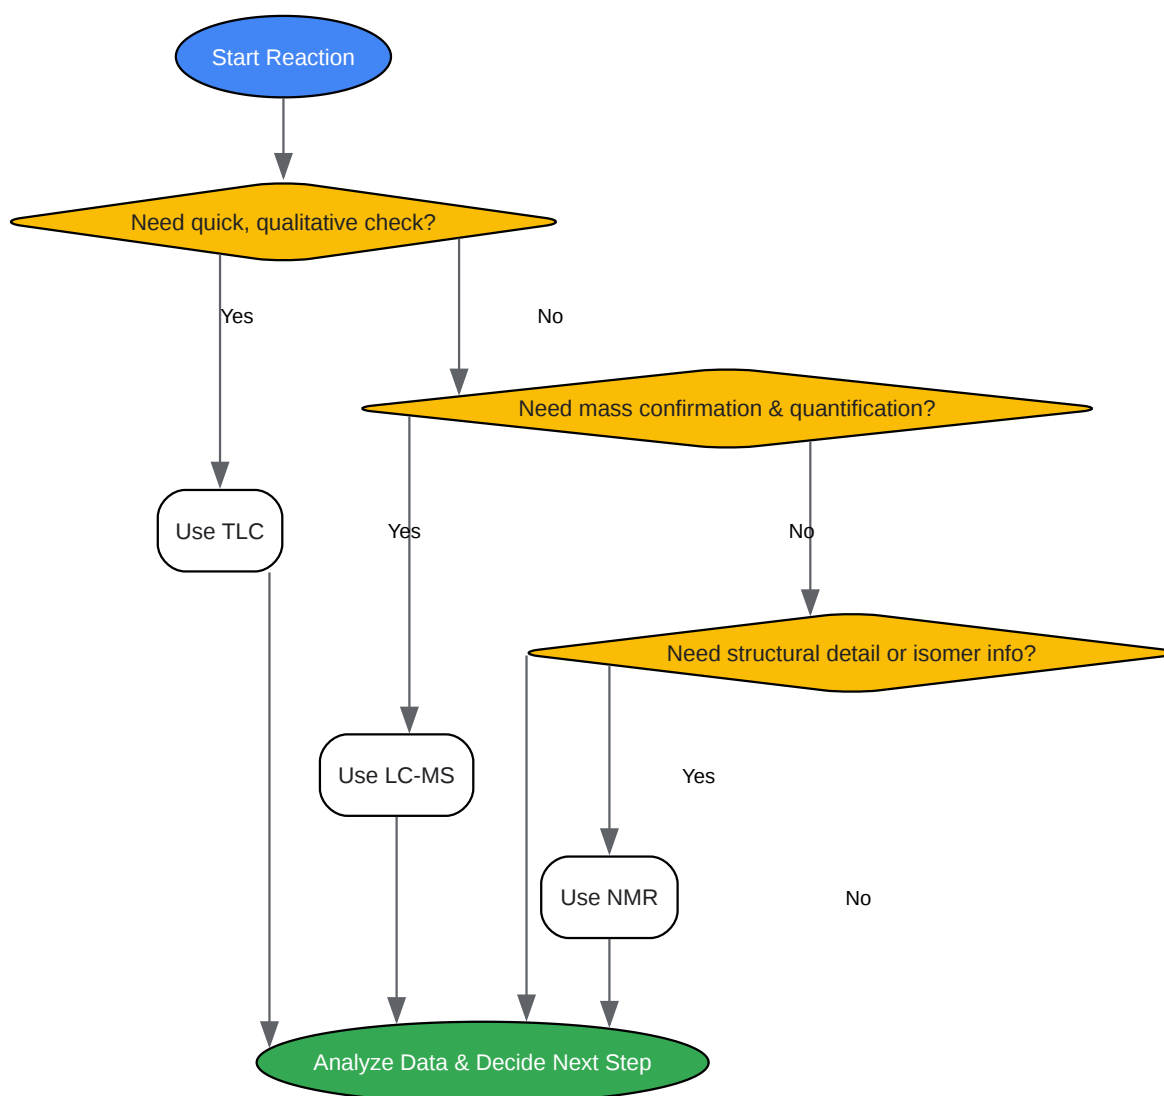 Start Reaction
Need quick, qualitative check?
Yes
No
Need mass confirmation & quantification?
Use TLC
Yes
No
Need structural detail or isomer info?
Use LC-MS
Yes
Use NMR
No
Analyze Data & Decide Next Step